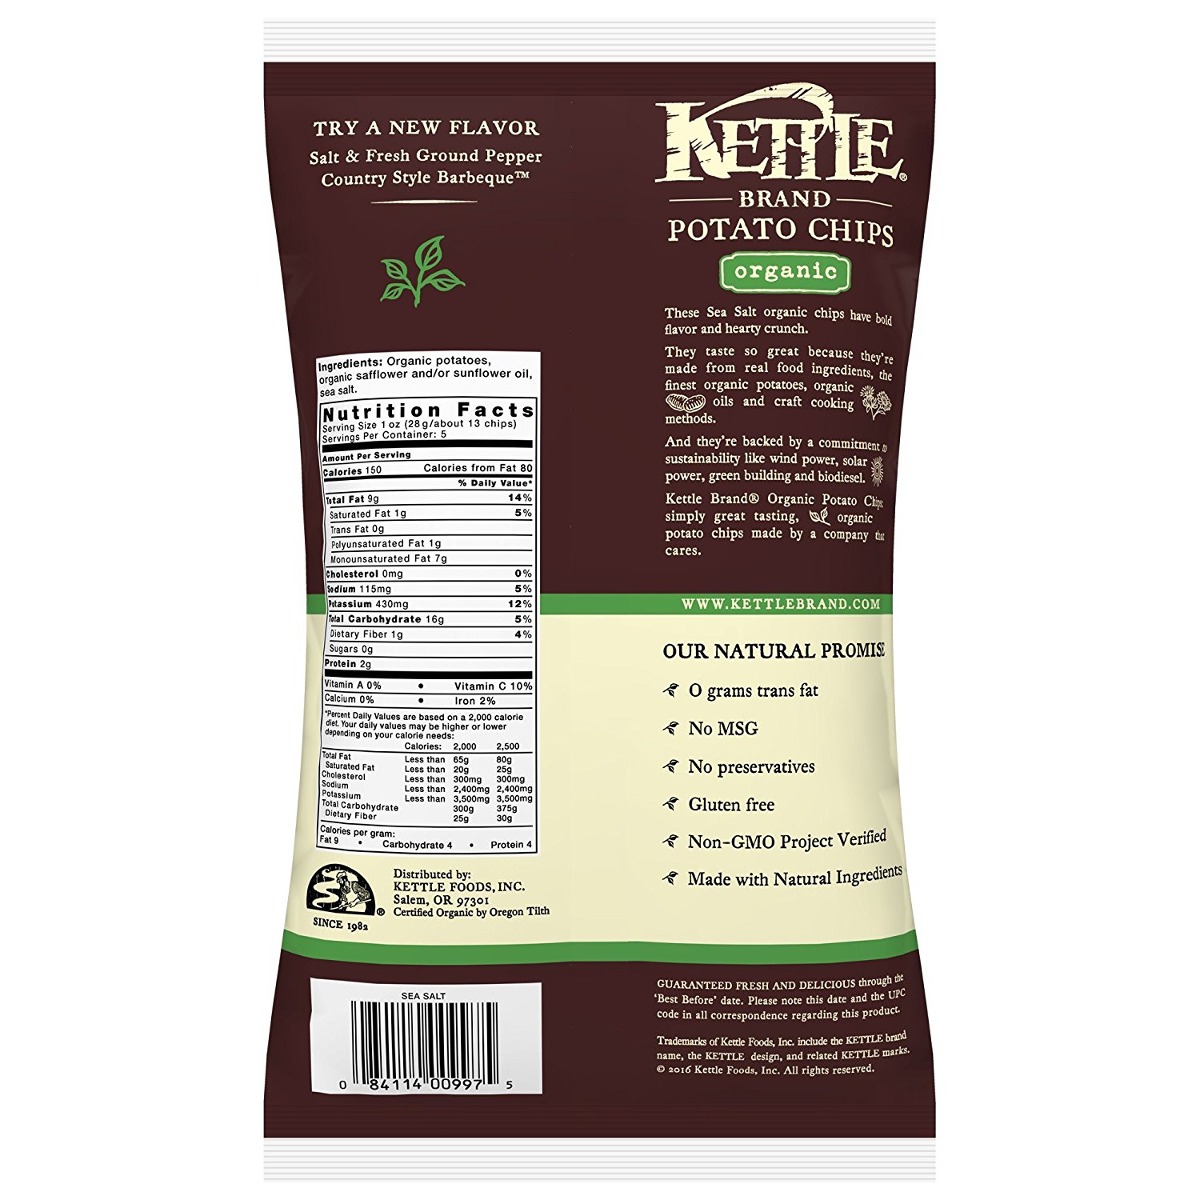 TRY A NEW FLAVOR
Salt & Fresh Ground Pepper
Country Style Barbeque™
KETTLE®
BRAND
POTATO CHIPS
organic
These Sea Salt organic chips have bold
flavor and hearty crunch.
They taste so great because they're
made from real food ingredients, the
finest organic potatoes, organic
oils and craft cooking
methods.
And they're backed by a commitment to
sustainability like wind power, solar
power, green building and biodiesel.
Kettle Brand® Organic Potato Chips:
simply great tasting, organic
potato chips made by a company that
cares.
Ingredients: Organic potatoes,
organic safflower and/or sunflower oil,
sea salt.
Nutrition Facts
Serving Size 1 oz (28g/about 13 chips)
Servings Per Container: 5
Amount Per Serving
Calories 150 Calories from Fat 80
% Daily Value*
Total Fat 9g 14%
Saturated Fat 1g 5%
Trans Fat 0g
Polyunsaturated Fat 1g
Monounsaturated Fat 7g
Cholesterol 0mg 0%
Sodium 115mg 5%
Potassium 430mg 12%
Total Carbohydrate 16g 5%
Dietary Fiber 1g 4%
Sugars 0g
Protein 2g
Vitamin A 0% • Vitamin C 10%
Calcium 0% • Iron 2%
*Percent Daily Values are based on a 2,000 calorie
diet. Your daily values may be higher or lower
depending on your calorie needs:
Calories: 2,000 2,500
Total Fat Less than 65g 80g
Saturated Fat Less than 20g 25g
Cholesterol Less than 300mg 300mg
Sodium Less than 2,400mg 2,400mg
Potassium Less than 3,500mg 3,500mg
Total Carbohydrate 300g 375g
Dietary Fiber 25g 30g
Calories per gram:
Fat 9 • Carbohydrate 4 • Protein 4
WWW.KETTLEBRAND.COM
OUR NATURAL PROMISE
0 grams trans fat
No MSG
No preservatives
Gluten free
Non-GMO Project Verified
Made with Natural Ingredients
®
SINCE 1982
Distributed by:
KETTLE FOODS, INC.
Salem, OR 97301
Certified Organic by Oregon Tilth
SEA SALT
0 84114 00997 5
GUARANTEED FRESH AND DELICIOUS through the
'Best Before' date. Please note this date and the UPC
code in all correspondence regarding this product.
Trademarks of Kettle Foods, Inc. include the KETTLE brand
name, the KETTLE design, and related KETTLE marks.
© 2016 Kettle Foods, Inc. All rights reserved.